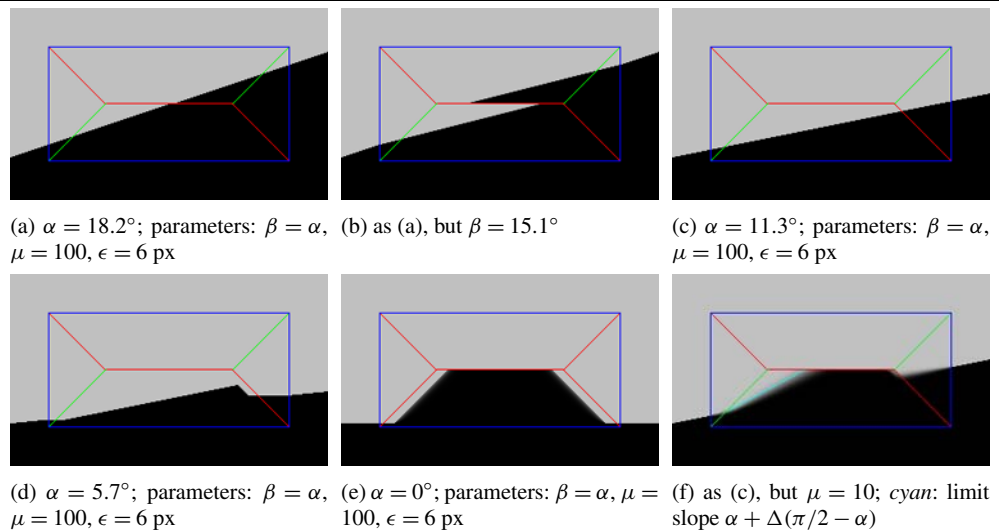 (a) α = 18.2°; parameters: β = α,
μ = 100, ϵ = 6 px
(b) as (a), but β = 15.1°
(c) α = 11.3°; parameters: β = α,
μ = 100, ϵ = 6 px
(d) α = 5.7°; parameters: β = α,
μ = 100, ϵ = 6 px
(e) α = 0°; parameters: β = α, μ =
100, ϵ = 6 px
(f) as (c), but μ = 10; cyan: limit
slope α + Δ(π/2 − α)